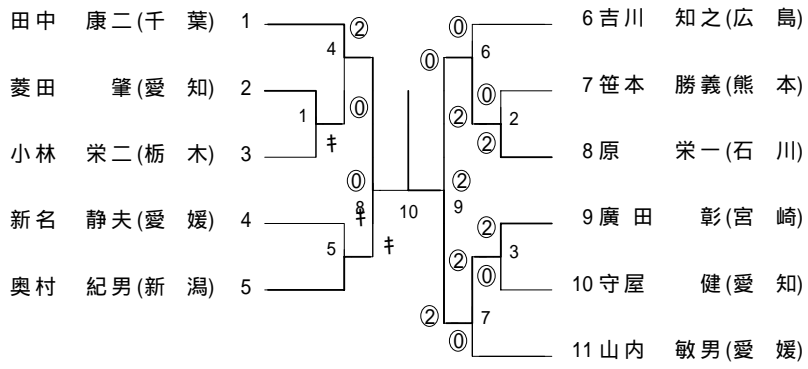 田中 康二(千 葉) 1
菱田 肇(愛 知) 2
小林 栄二(栃 木) 3
新名 静夫(愛 媛) 4
奥村 紀男(新 潟) 5
4
②
1
⓪
キ
⓪
8
キ
5
キ
10
⓪
6
⓪
⓪
②
2
②
②
9
②
3
②
⓪
②
7
⓪
6 吉川 知之(広 島)
7 笹本 勝義(熊 本)
8 原 栄一(石 川)
9 廣田 彰(宮 崎)
10 守屋 健(愛 知)
11 山内 敏男(愛 媛)